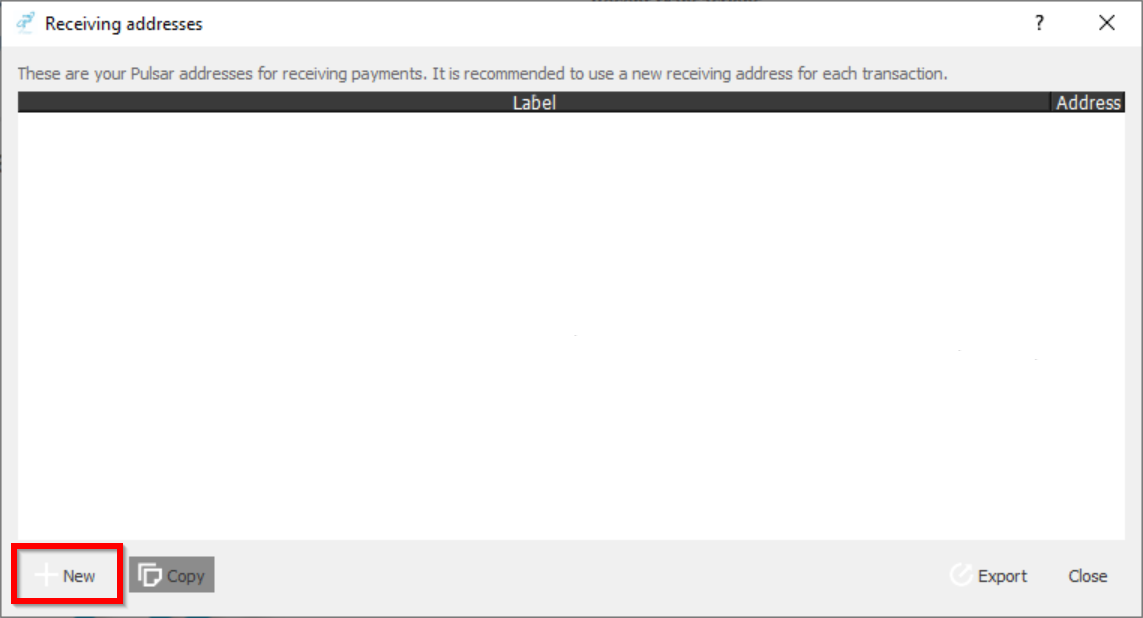 Receiving addresses
?
These are your Pulsar addresses for receiving payments. It is recommended to use a new receiving address for each transaction.
Label Address
New Copy Export Close